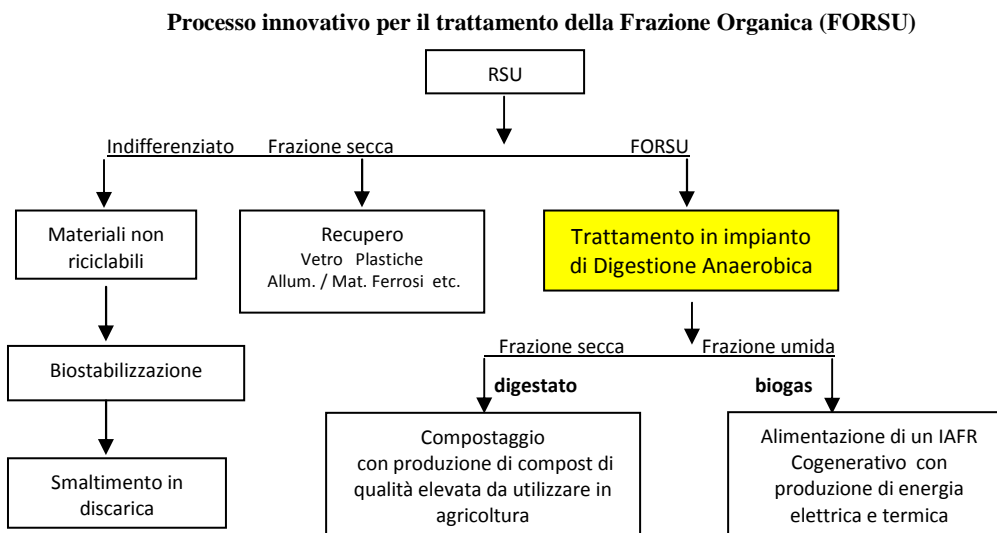 Processo innovativo per il trattamento della Frazione Organica (FORSU)
RSU
Indifferenziato Frazione secca FORSU
Materiali non
riciclabili
Recupero
Vetro Plastiche
Allum. / Mat. Ferrosi etc.
Trattamento in impianto
di Digestione Anaerobica
Biostabilizzazione
Smaltimento in
discarica
Frazione secca Frazione umida
digestato biogas
Compostaggio
con produzione di compost di
qualità elevata da utilizzare in
agricoltura
Alimentazione di un IAFR
Cogenerativo con
produzione di energia
elettrica e termica